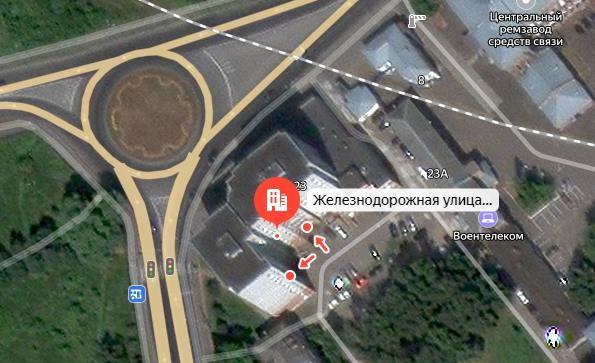 Центральный
ремзавод
средств связи
8
23А
23
Железнодорожная улица...
Воентелеком